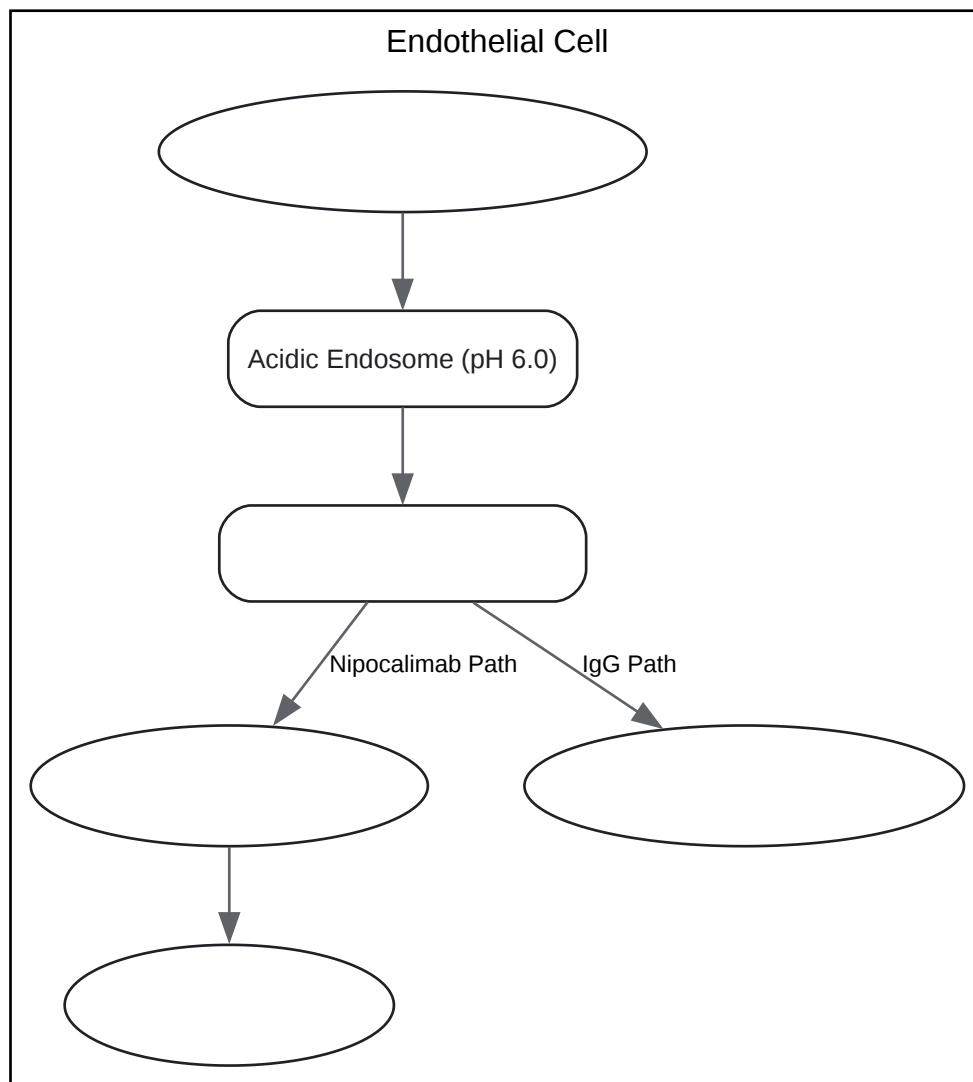 Endothelial Cell
Acidic Endosome (pH 6.0)
Nipocalimab Path
IgG Path